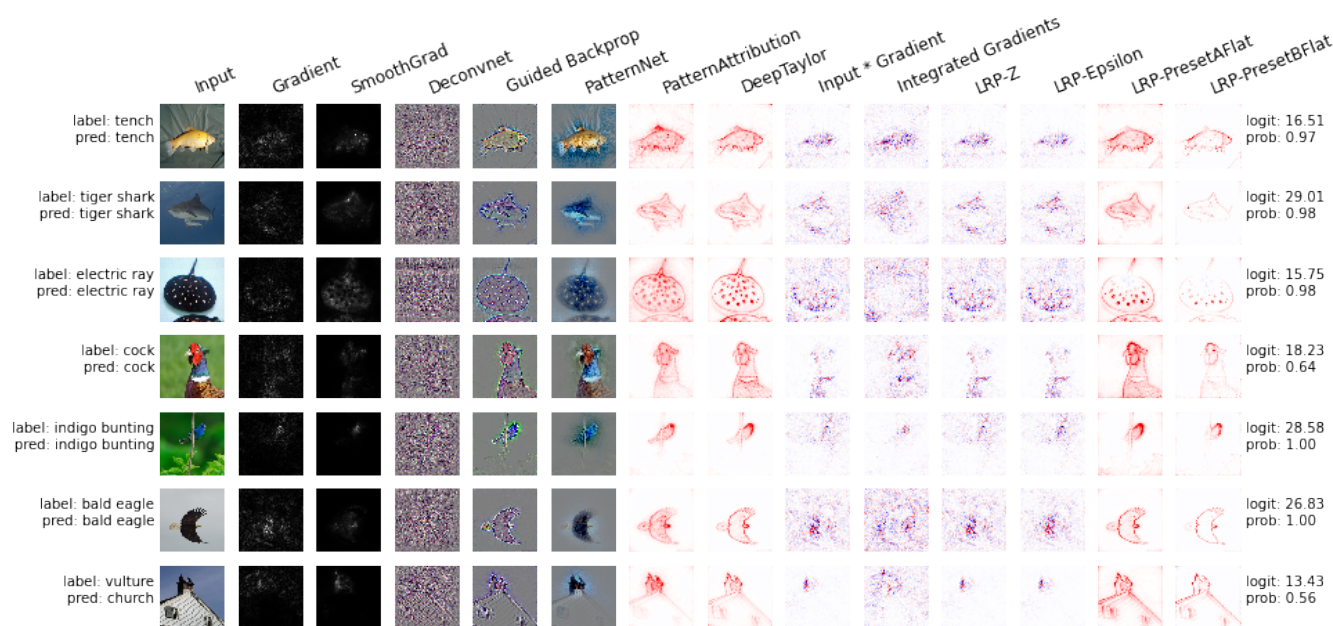 Input
Gradient
SmoothGrad
Deconvnet
Guided Backprop
PatternNet
PatternAttribution
DeepTaylor
Input * Gradient
Integrated Gradients
LRP-Z
LRP-Epsilon
LRP-PresetAFlat
LRP-PresetBFlat
label: tench
pred: tench
logit: 16.51
prob: 0.97
label: tiger shark
pred: tiger shark
logit: 29.01
prob: 0.98
label: electric ray
pred: electric ray
logit: 15.75
prob: 0.98
label: cock
pred: cock
logit: 18.23
prob: 0.64
label: indigo bunting
pred: indigo bunting
logit: 28.58
prob: 1.00
label: bald eagle
pred: bald eagle
logit: 26.83
prob: 1.00
label: vulture
pred: church
logit: 13.43
prob: 0.56